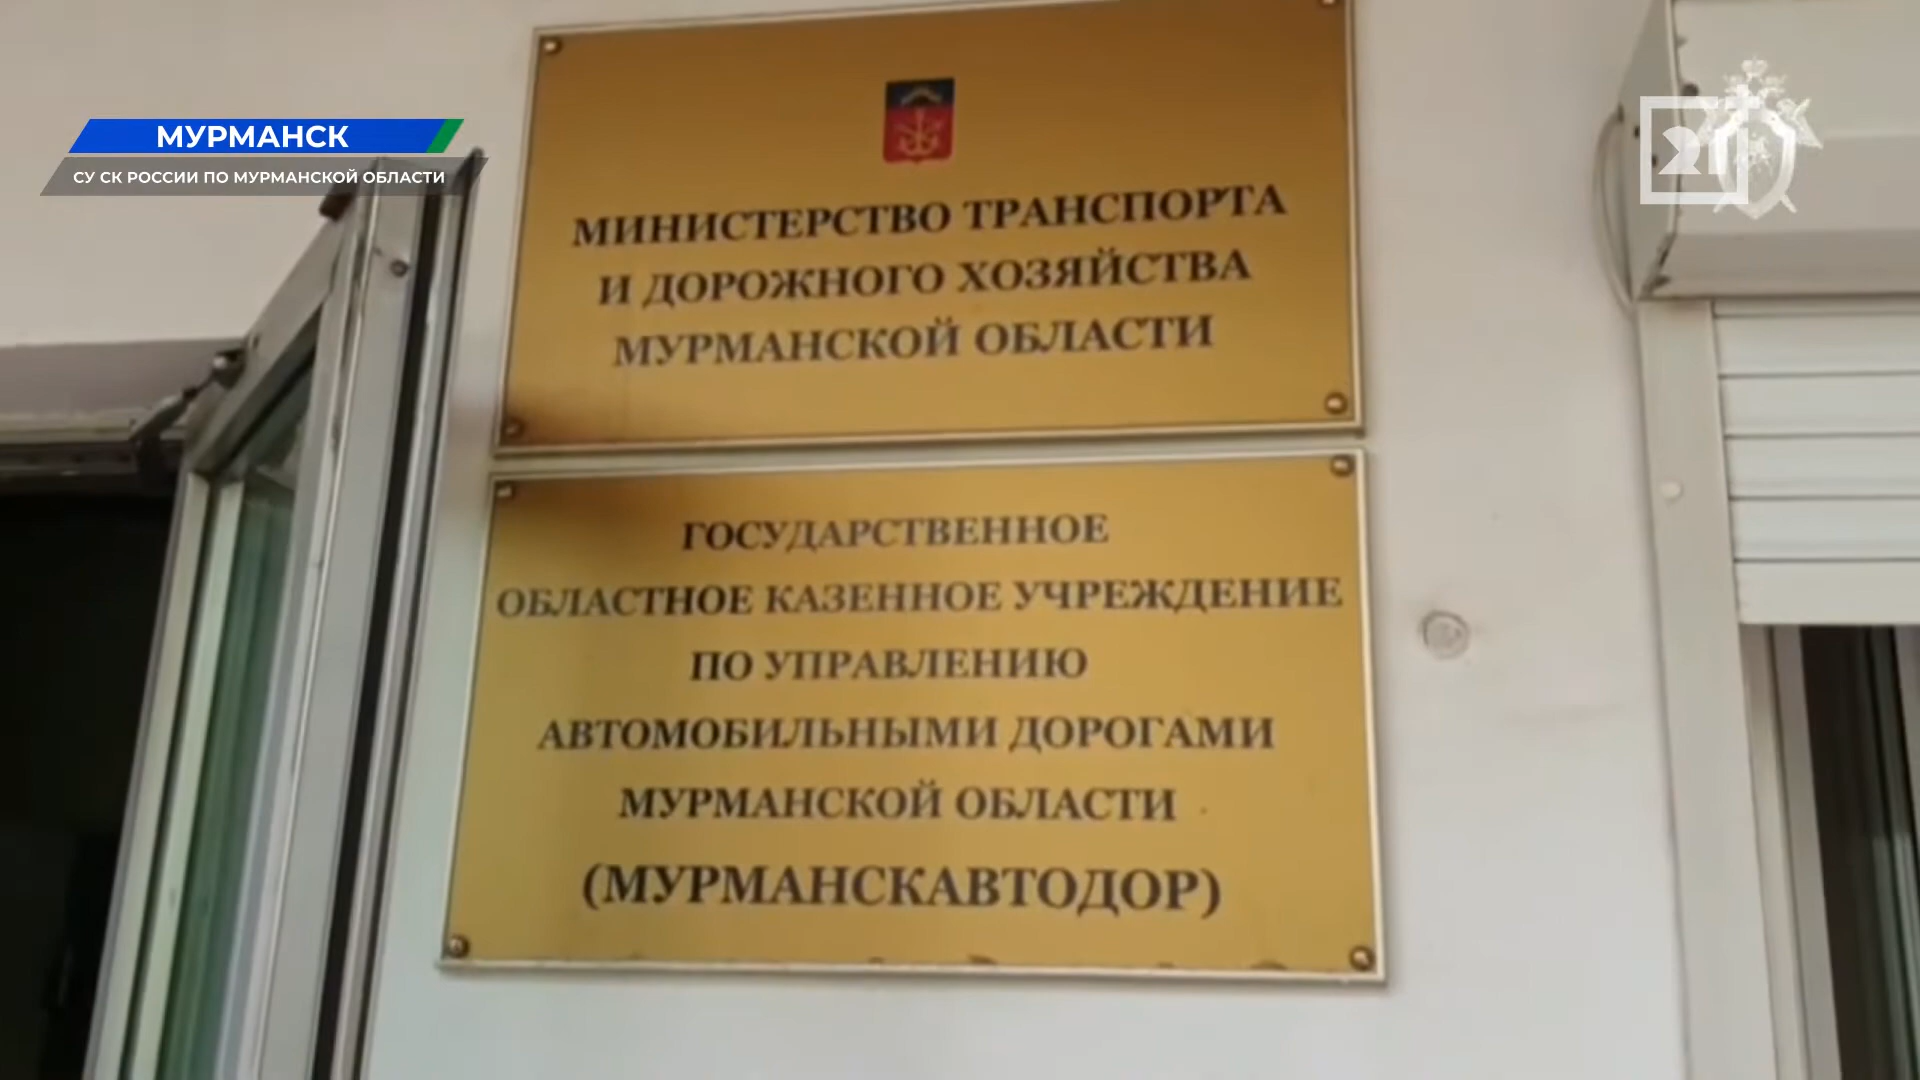 МУРМАНСК
СУ СК РОССИИ ПО МУРМАНСКОЙ ОБЛАСТИ
21
МИНИСТЕРСТВО ТРАНСПОРТА
И ДОРОЖНОГО ХОЗЯЙСТВА
МУРМАНСКОЙ ОБЛАСТИ
ГОСУДАРСТВЕННОЕ
ОБЛАСТНОЕ КАЗЕННОЕ УЧРЕЖДЕНИЕ
ПО УПРАВЛЕНИЮ
АВТОМОБИЛЬНЫМИ ДОРОГАМИ
МУРМАНСКОЙ ОБЛАСТИ
(МУРМАНСКАВТОДОР)